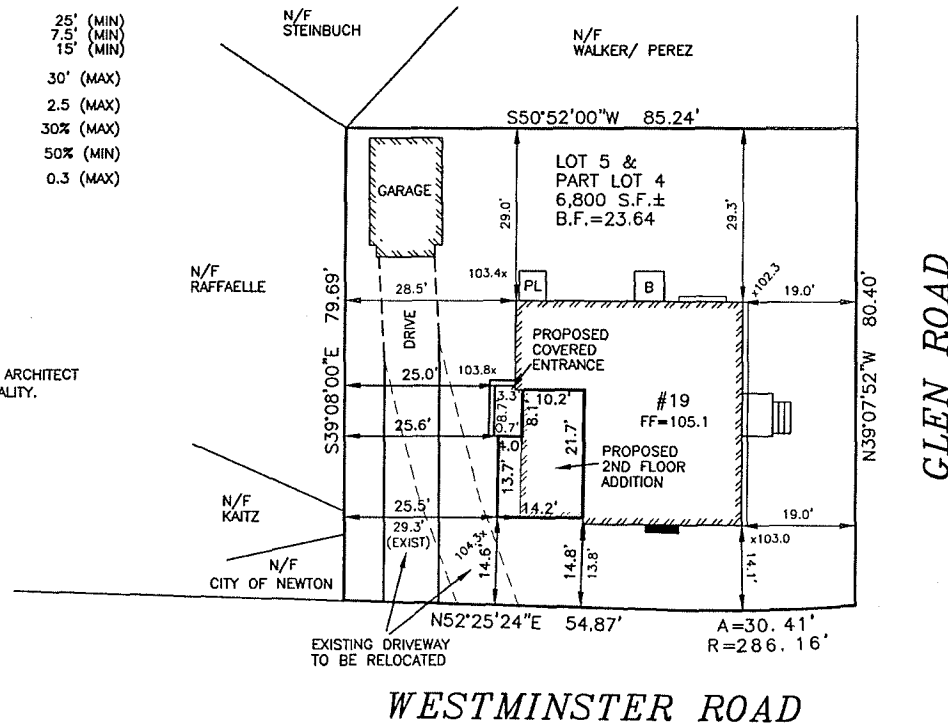 25' (MIN)
7.5' (MIN)
15' (MIN)
30' (MAX)
2.5 (MAX)
30% (MAX)
50% (MIN)
0.3 (MAX)
N/F
STEINBUCH
N/F
WALKER/ PEREZ
S50°52'00"W 85.24'
LOT 5 &
PART LOT 4
6,800 S.F.±
B.F.=23.64
GARAGE
29.0'
29.3'
N/F
RAFFAELLE
S39°08'00"E 79.69'
28.5'
103.4x
PL
B
x102.3
19.0'
N39°07'52"W 80.40'
GLEN ROAD
DRIVE
PROPOSED
COVERED
ENTRANCE
ARCHITECT
ALITY.
25.0'
103.8x
3.3'
8.7'
0.7'
10.2'
8.1'
21.7'
#19
FF=105.1
25.6'
4.0'
13.7'
PROPOSED
2ND FLOOR
ADDITION
N/F
KAITZ
25.5'
14.2'
29.3'
(EXIST)
104.3x
14.6'
14.8'
13.8'
19.0'
x103.0
14.1'
N/F
CITY OF NEWTON
N52°25'24"E 54.87'
A=30.41'
R=286.16'
EXISTING DRIVEWAY
TO BE RELOCATED
WESTMINSTER ROAD